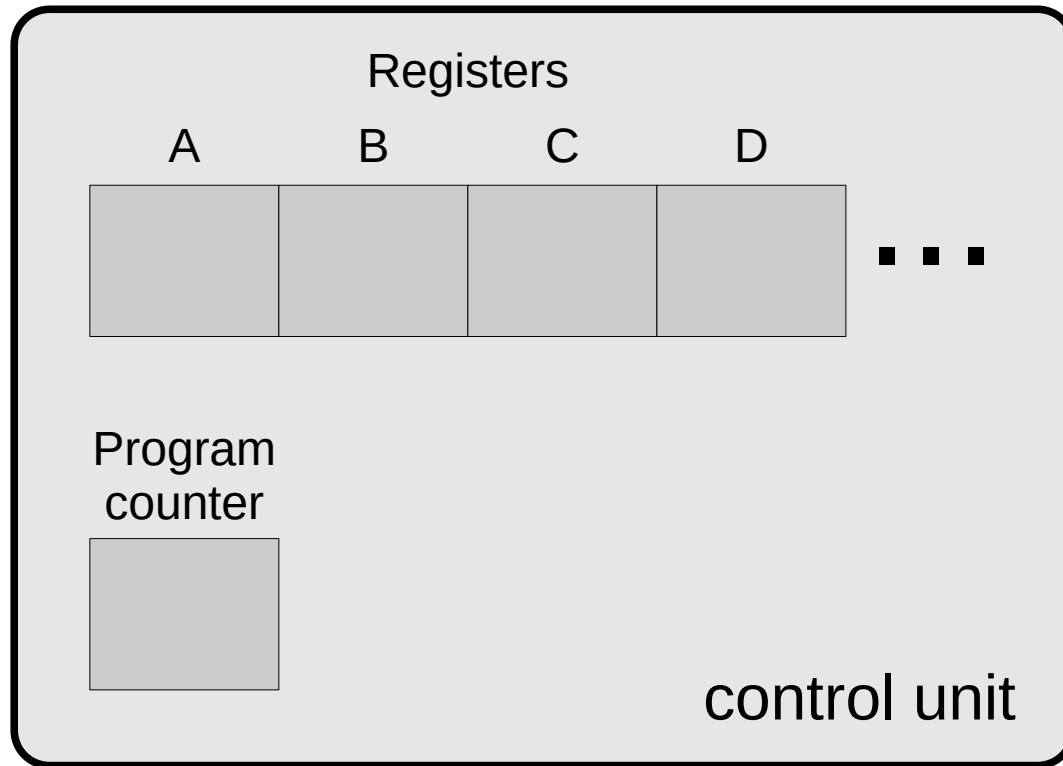 Registers
A B C D
...
Program
counter
control unit